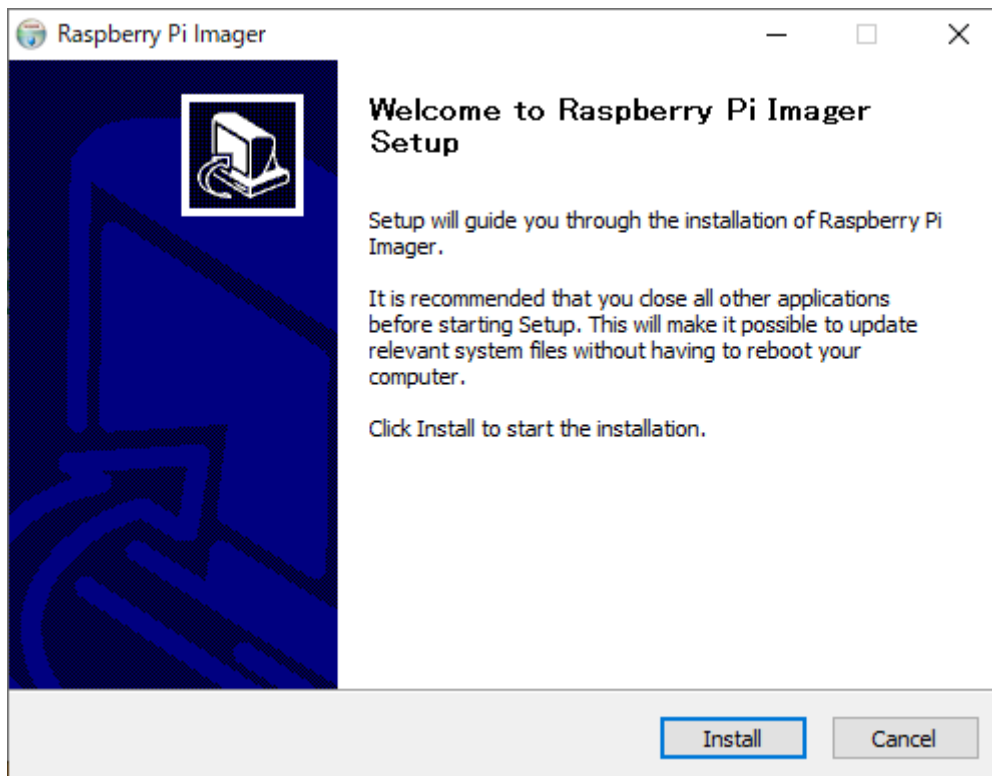 Raspberry Pi Imager
Welcome to Raspberry Pi Imager
Setup
Setup will guide you through the installation of Raspberry Pi
Imager.
It is recommended that you close all other applications
before starting Setup. This will make it possible to update
relevant system files without having to reboot your
computer.
Click Install to start the installation.
Install
Cancel